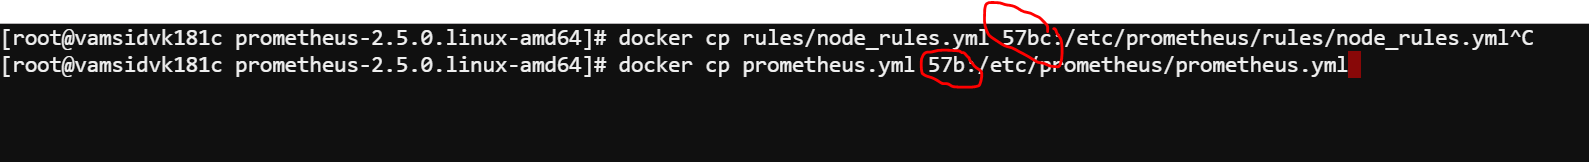 [root@vamsidvk181c prometheus-2.5.0.linux-amd64]# docker cp rules/node_rules.yml 57bc:/etc/prometheus/rules/node_rules.yml^C
[root@vamsidvk181c prometheus-2.5.0.linux-amd64]# docker cp prometheus.yml 57b:/etc/prometheus/prometheus.yml